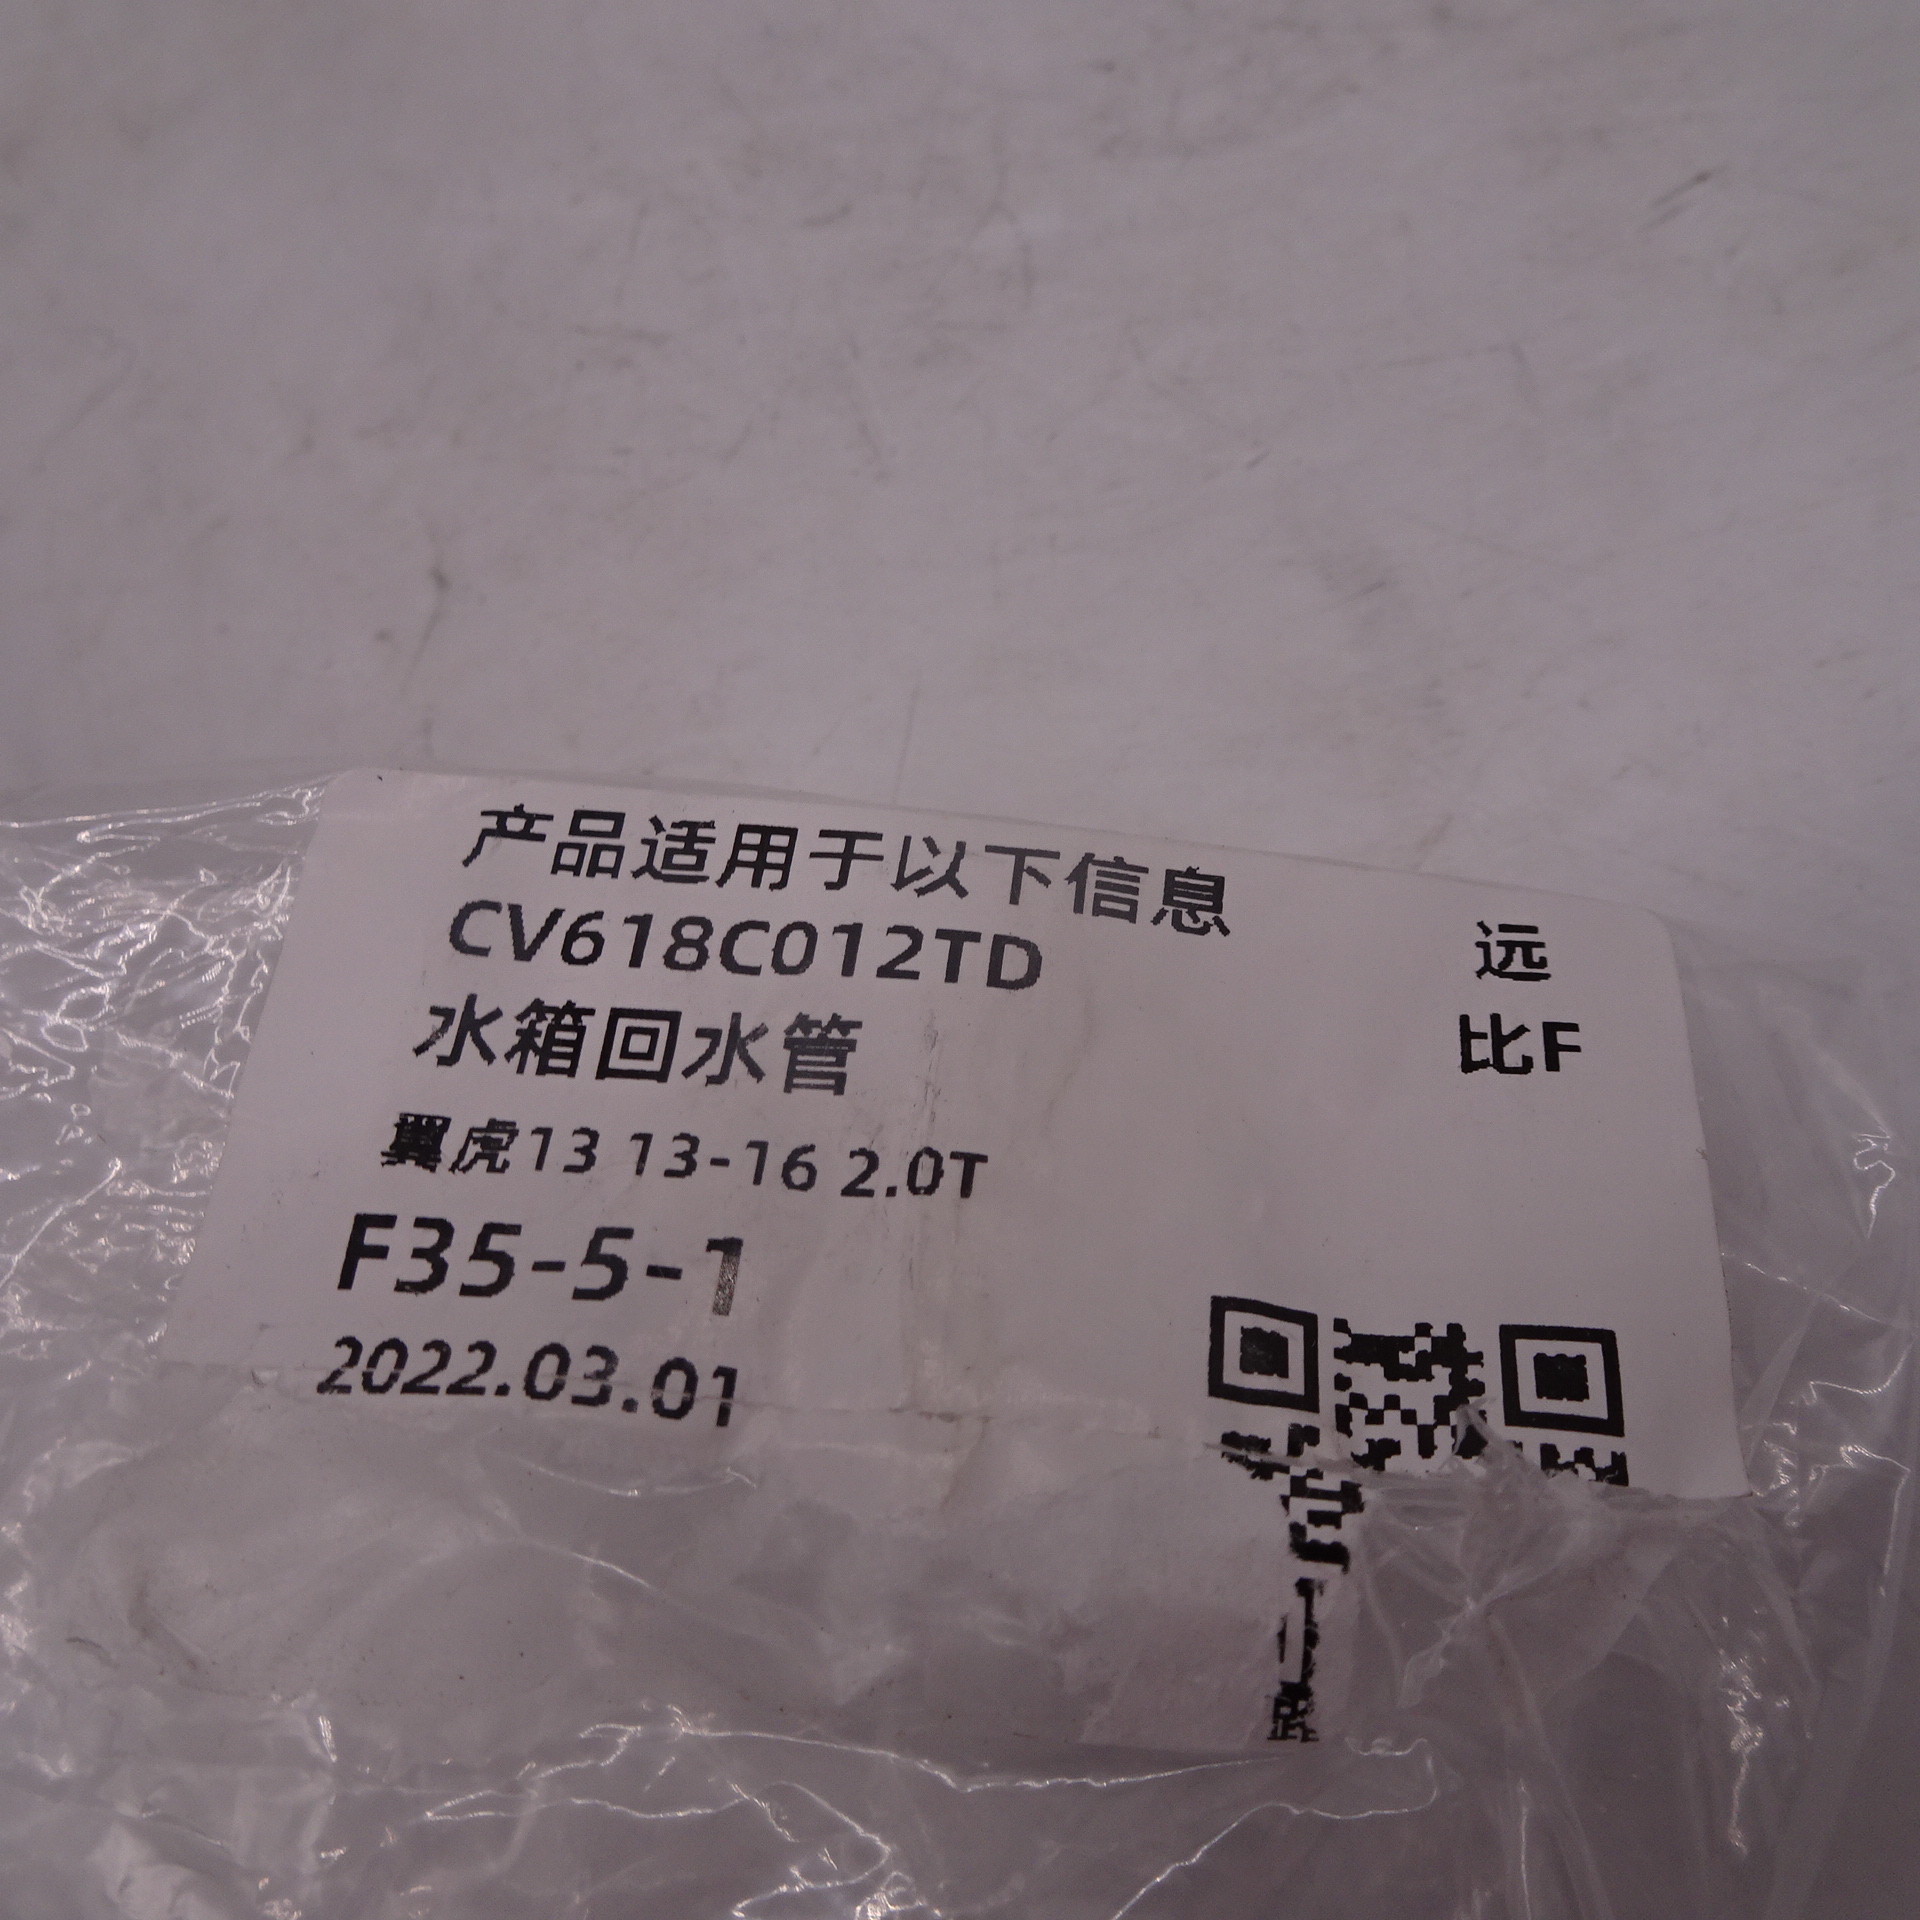 产品适用于以下信息
CV618C012TD
远
水箱回水管
比F
翼虎13 13-16 2.0T
F35-5-1
2022.03.01